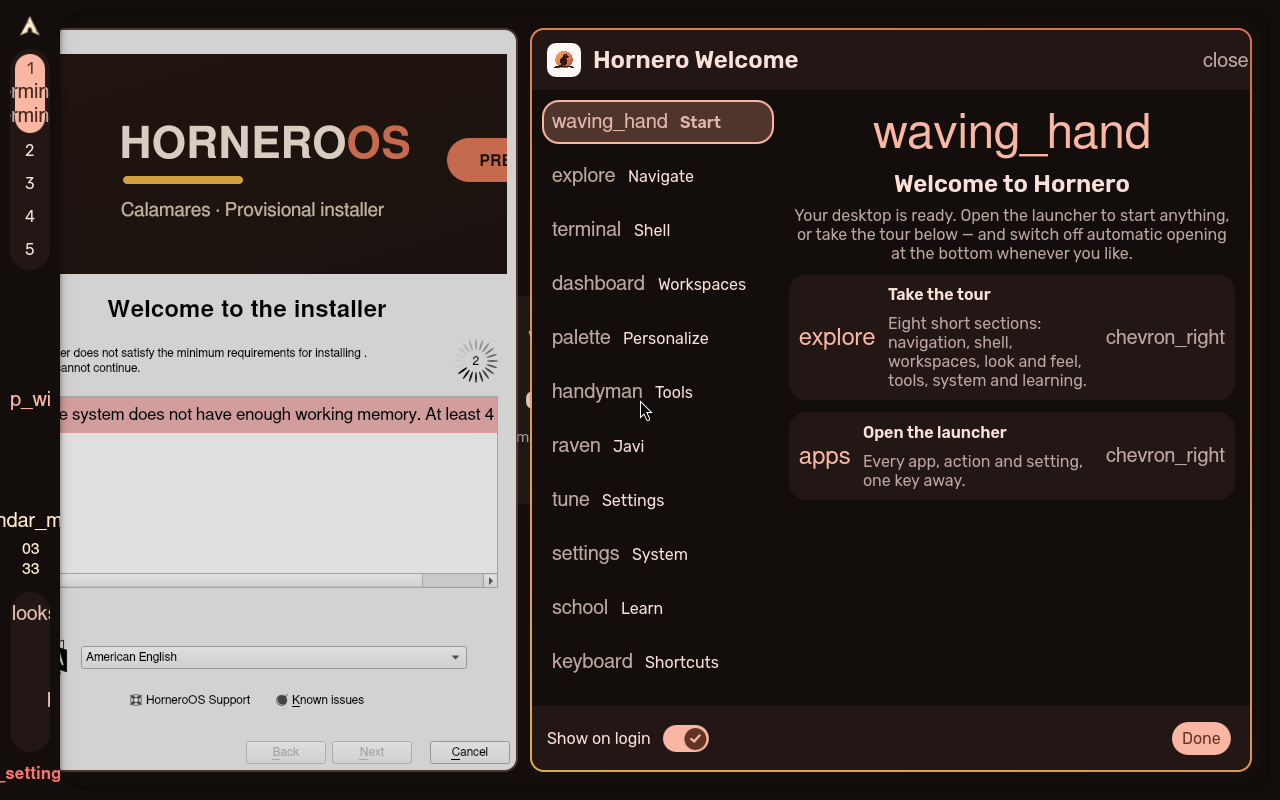 1
rmin
rmin
2
3
4
5
p_wi
ndar_m
03
33
looks
_setting
HORNEROOS
PRE
Calamares · Provisional installer
Welcome to the installer
er does not satisfy the minimum requirements for installing .
cannot continue.
2
e system does not have enough working memory. At least 4
American English
HorneroOS Support
Known issues
Back
Next
Cancel
Hornero Welcome
close
waving_hand Start
explore Navigate
terminal Shell
dashboard Workspaces
palette Personalize
handyman Tools
raven Javi
tune Settings
settings System
school Learn
keyboard Shortcuts
waving_hand
Welcome to Hornero
Your desktop is ready. Open the launcher to start anything,
or take the tour below — and switch off automatic opening
at the bottom whenever you like.
Take the tour
explore
Eight short sections:
navigation, shell,
workspaces, look and feel,
tools, system and learning.
chevron_right
Open the launcher
apps
Every app, action and setting,
one key away.
chevron_right
Show on login
Done